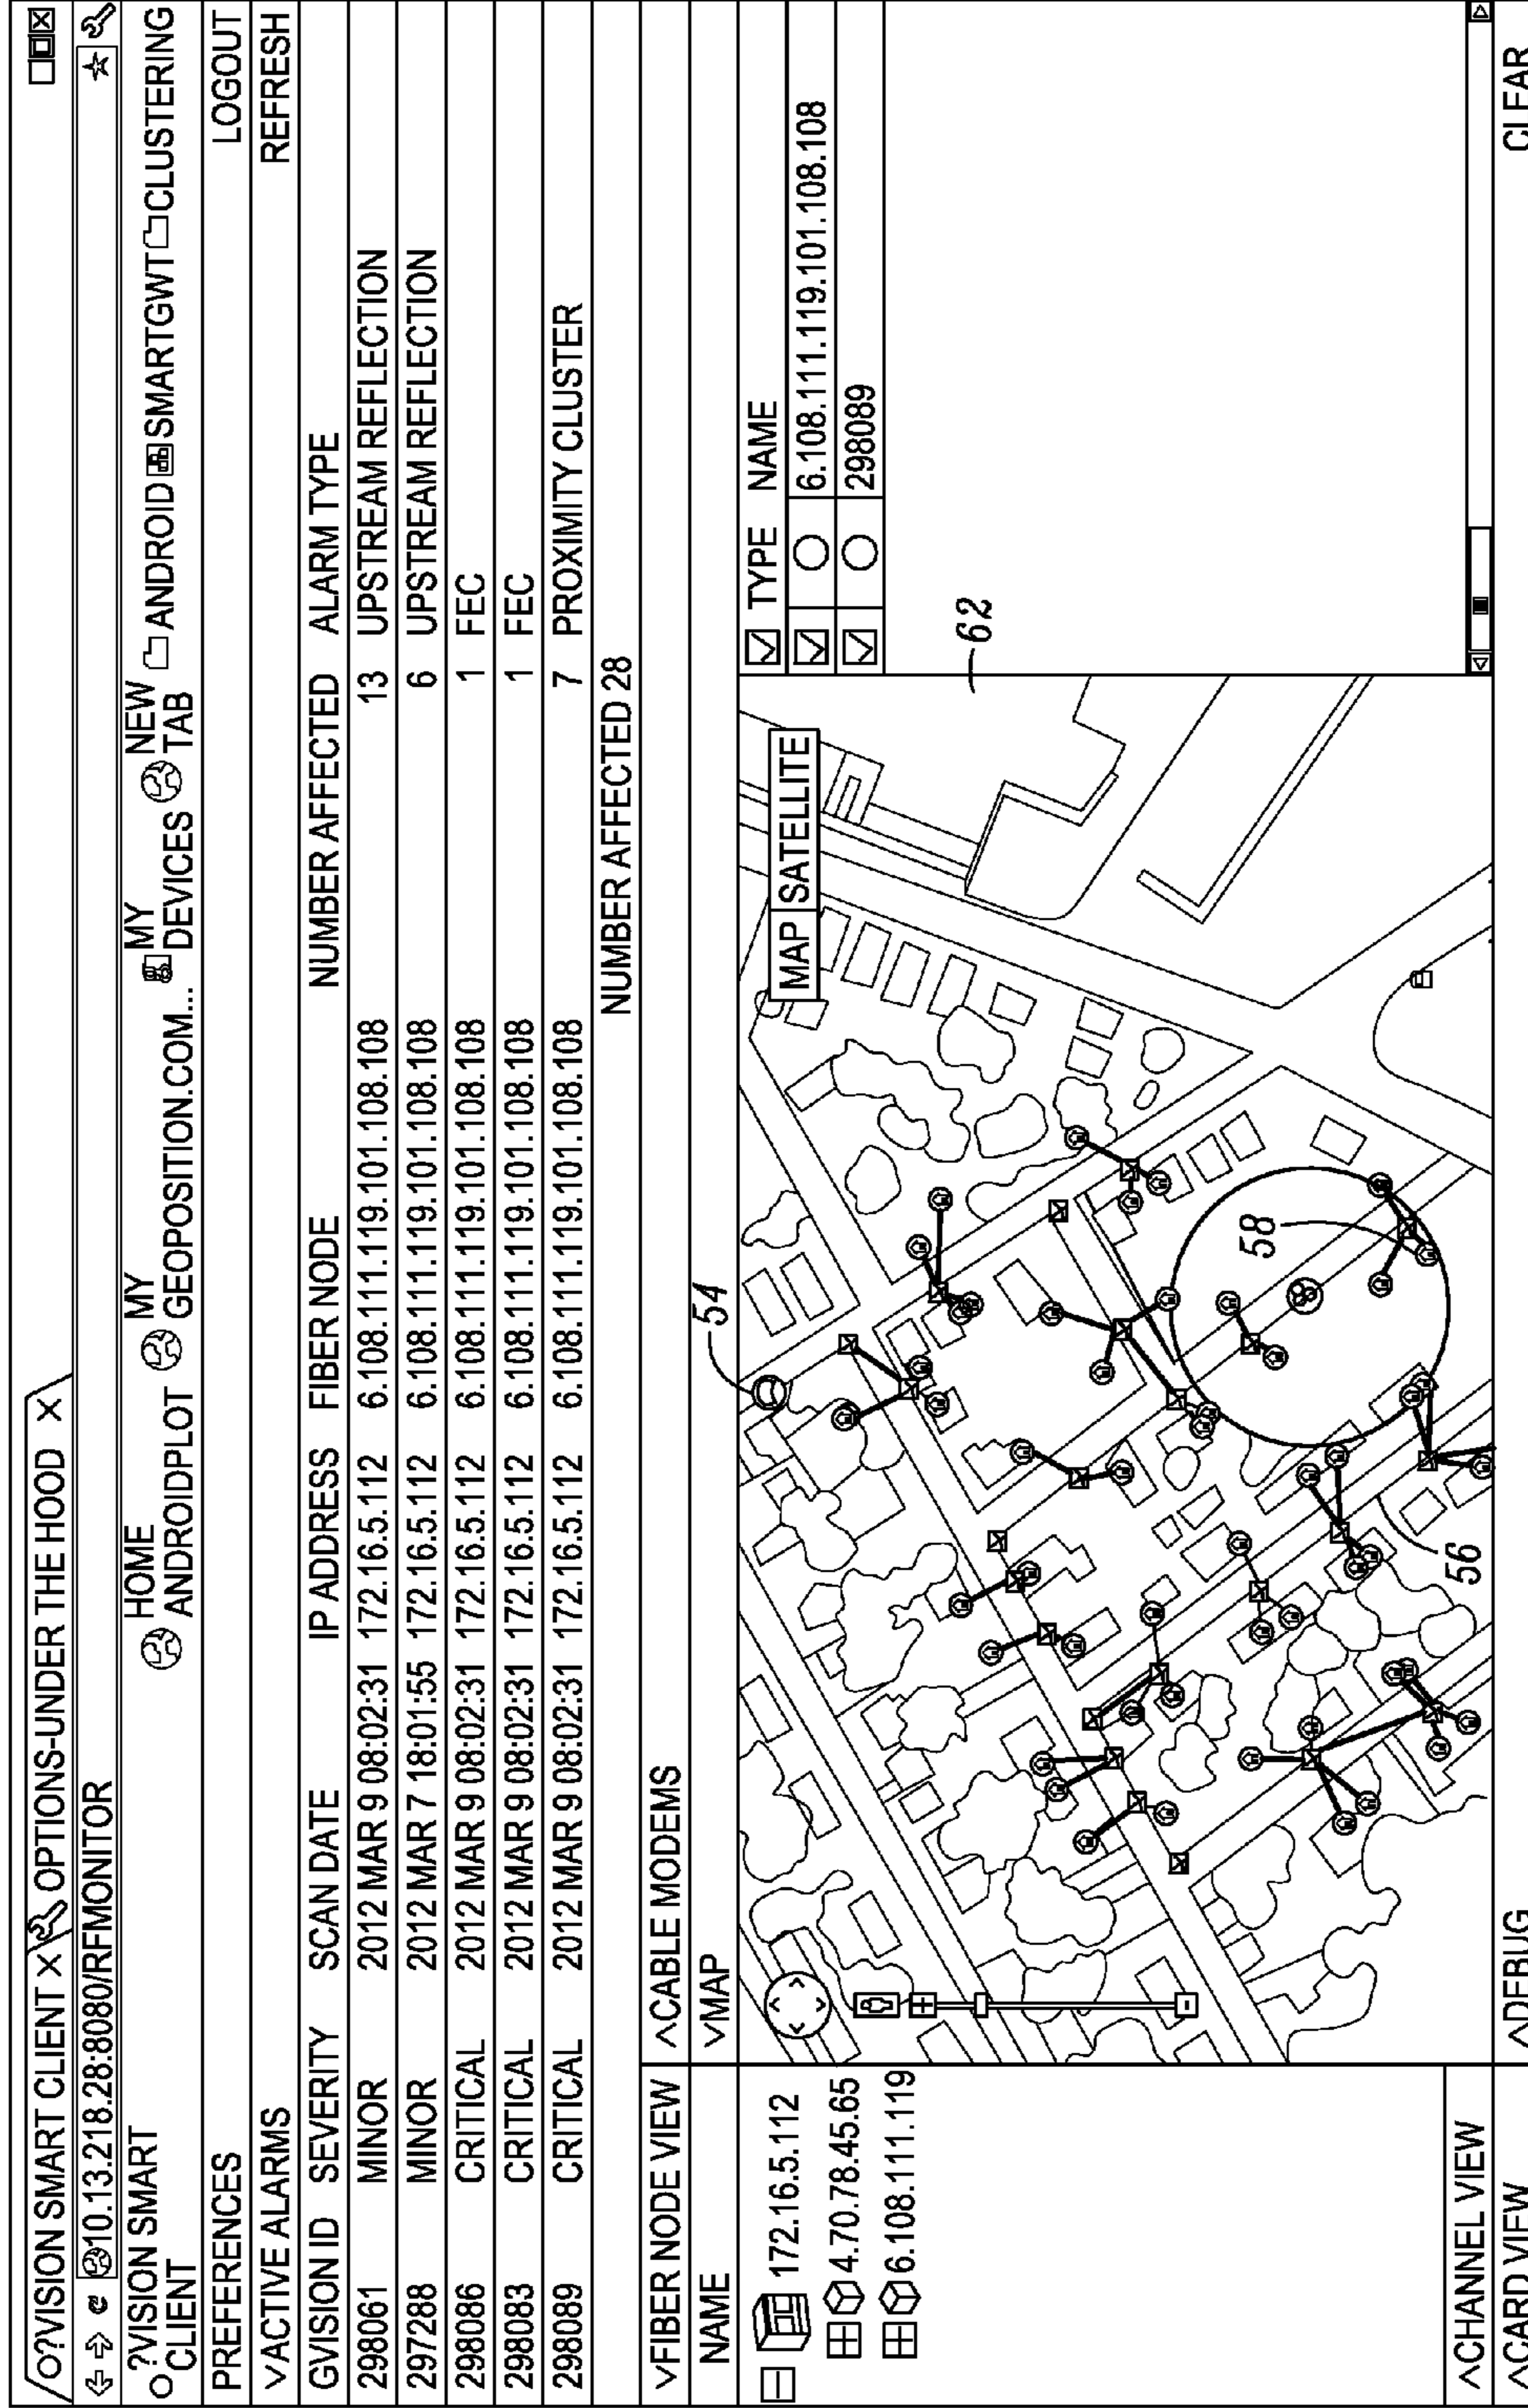 O?VISION SMART CLIENT X OPTIONS-UNDER THE HOOD X
10.13.218.28:8080/RFMONITOR
?VISION SMART CLIENT HOME ANDROIDPLOT MY GEOPOSITION.COM... MY DEVICES NEW TAB ANDROID SMARTGWT CLUSTERING
PREFERENCES LOGOUT
VACTIVE ALARMS REFRESH
GVISION ID SEVERITY SCAN DATE IP ADDRESS FIBER NODE NUMBER AFFECTED ALARM TYPE
298061 MINOR 2012 MAR 9 08:02:31 172.16.5.112 6.108.111.119.101.108.108 13 UPSTREAM REFLECTION
297288 MINOR 2012 MAR 7 18:01:55 172.16.5.112 6.108.111.119.101.108.108 6 UPSTREAM REFLECTION
298086 CRITICAL 2012 MAR 9 08:02:31 172.16.5.112 6.108.111.119.101.108.108 1 FEC
298083 CRITICAL 2012 MAR 9 08:02:31 172.16.5.112 6.108.111.119.101.108.108 1 FEC
298089 CRITICAL 2012 MAR 9 08:02:31 172.16.5.112 6.108.111.119.101.108.108 7 PROXIMITY CLUSTER
NUMBER AFFECTED 28
VFIBER NODE VIEW ^CABLE MODEMS
NAME VMAP
172.16.5.112
4.70.78.45.65
6.108.111.119
54
MAP SATELLITE
TYPE NAME
6.108.111.119.101.108.108
298089
62
58
56
^CHANNEL VIEW
^CARD VIEW ^DEBUG CLEAR